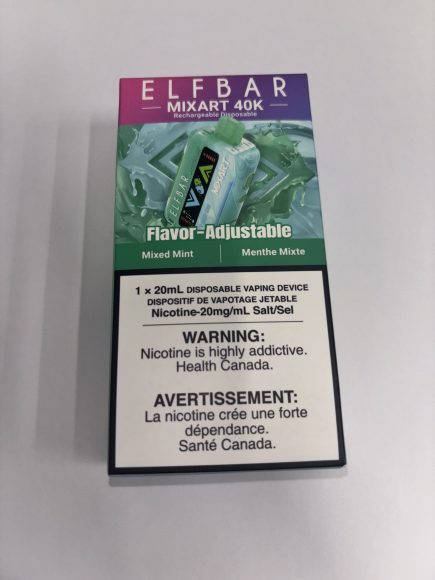 ELFBAR
MIXART 40K
Rechargeable Disposable
ELFBAR
MIXART
Flavor-Adjustable
Mixed Mint
Menthe Mixte
1 × 20mL DISPOSABLE VAPING DEVICE
DISPOSITIF DE VAPOTAGE JETABLE
Nicotine-20mg/mL Salt/Sel
WARNING:
Nicotine is highly addictive.
Health Canada.
AVERTISSEMENT:
La nicotine crée une forte
dépendance.
Santé Canada.